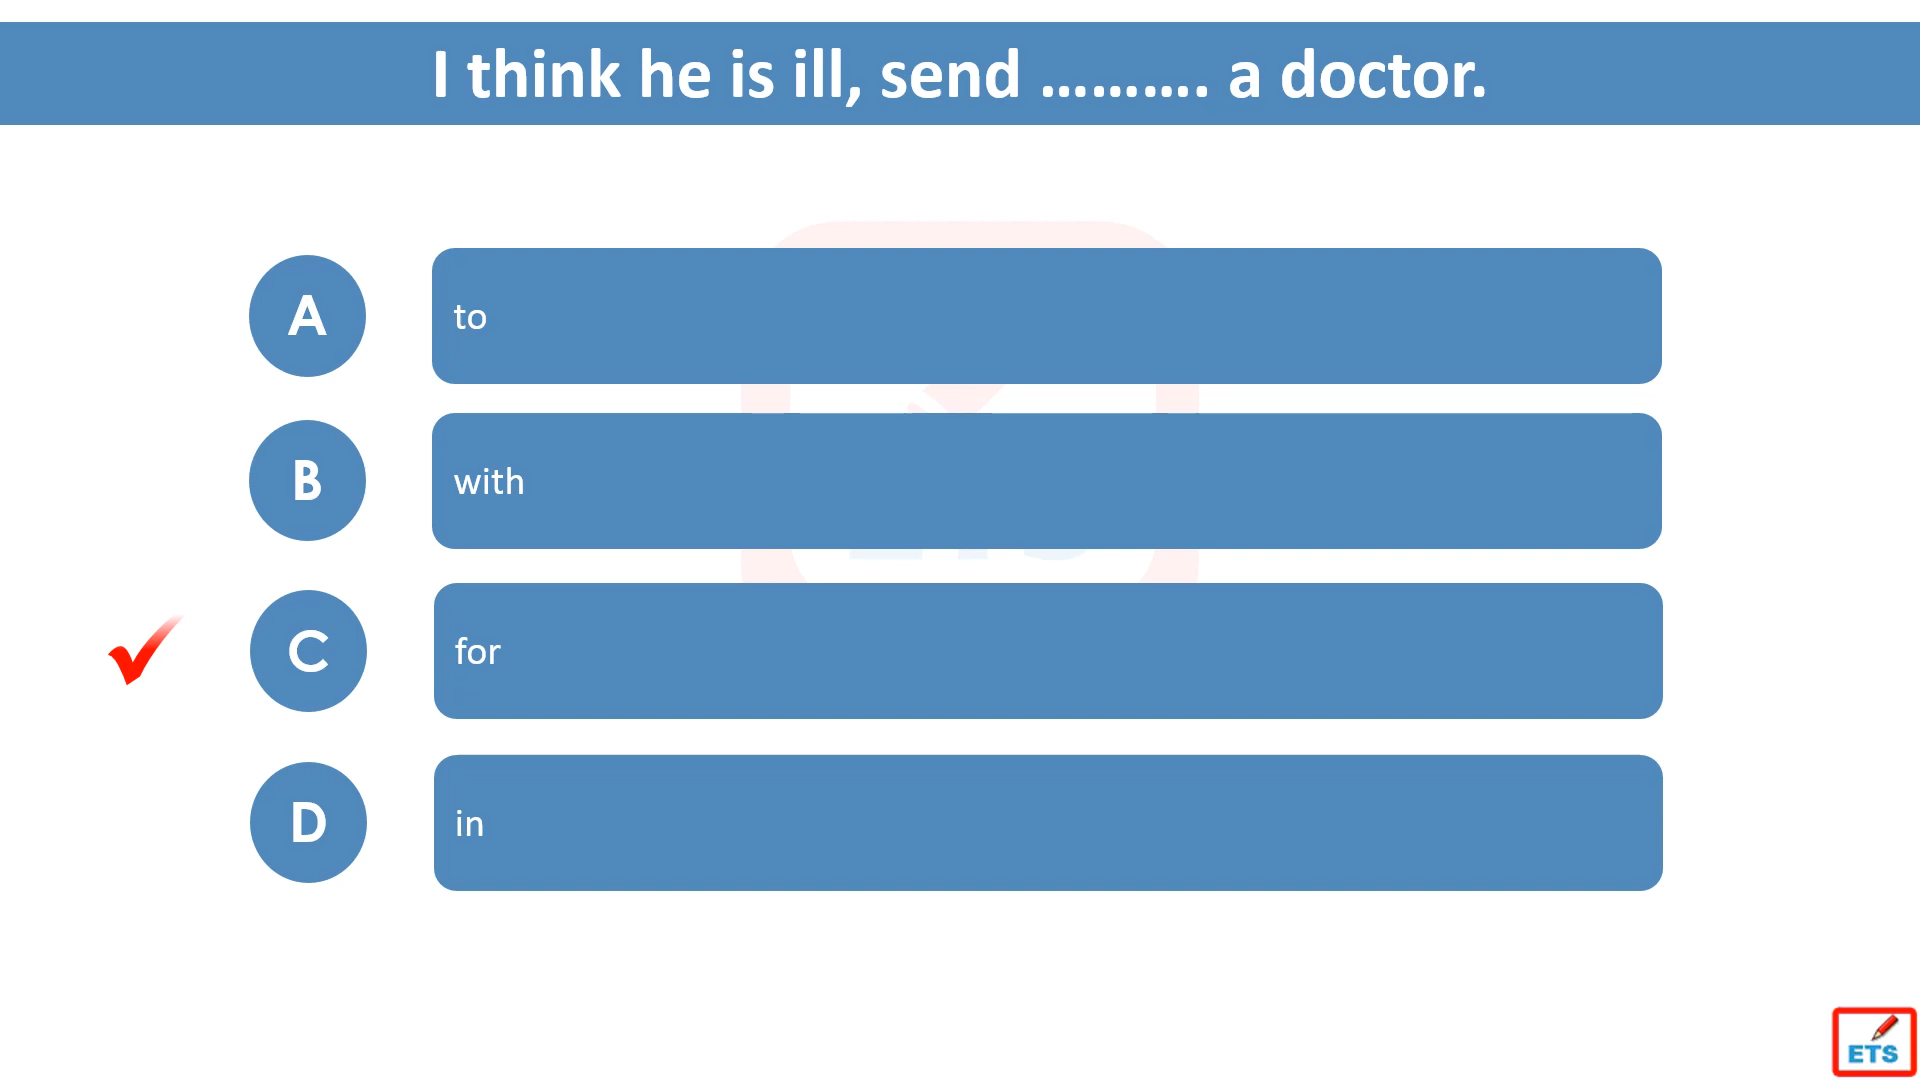 I think he is ill, send .......... a doctor.
A
to
B
with
C
for
D
in
ETS